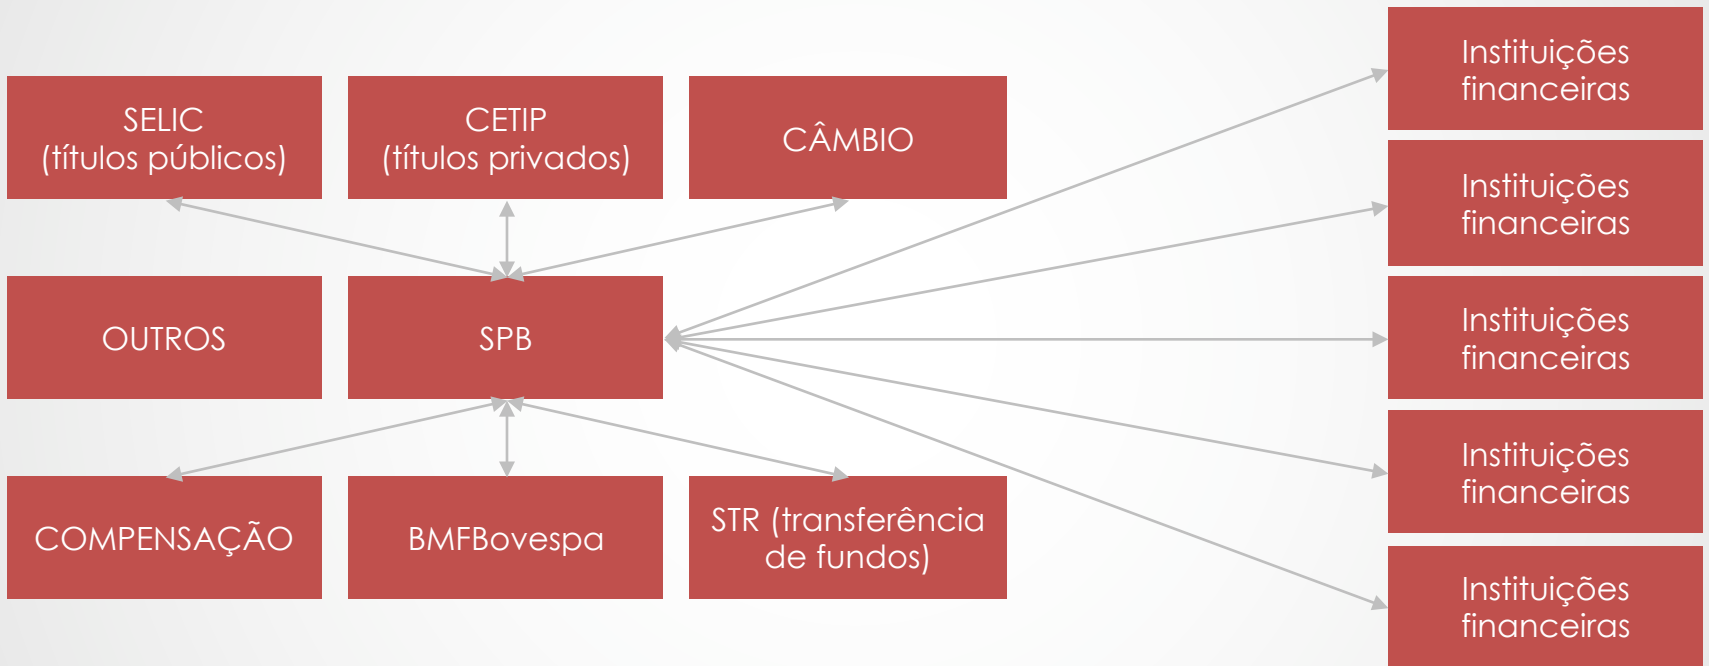 SELIC
(títulos públicos)
CETIP
(títulos privados)
CÂMBIO
OUTROS
SPB
COMPENSAÇÃO
BMFBovespa
STR (transferência
de fundos)
Instituições
financeiras
Instituições
financeiras
Instituições
financeiras
Instituições
financeiras
Instituições
financeiras